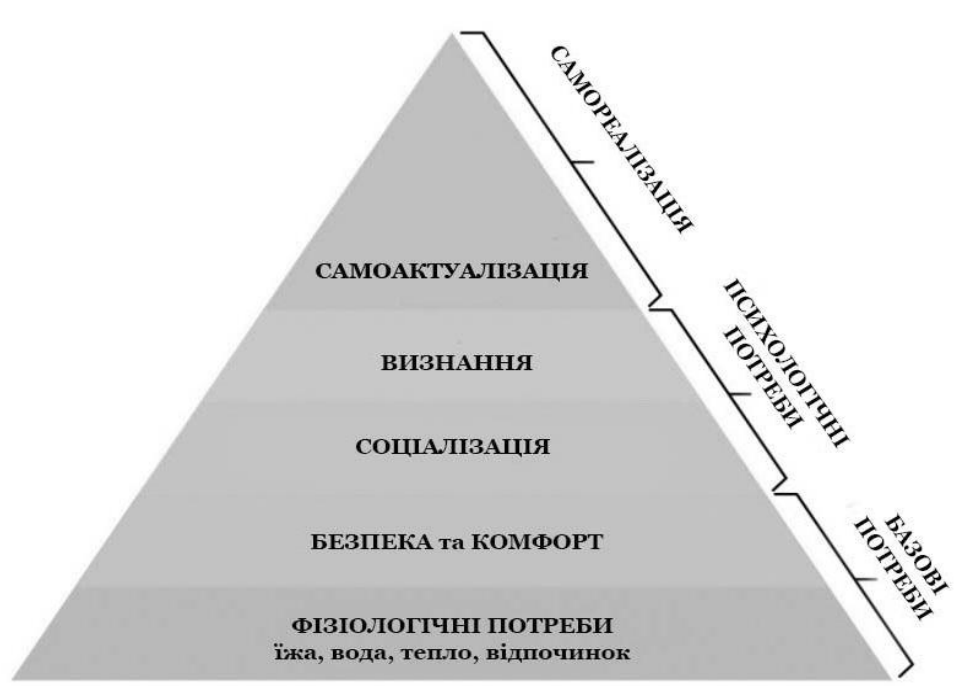 САМОРЕАЛІЗАЦІЯ
САМОАКТУАЛІЗАЦІЯ
ПСИХОЛОГІЧНІ
ПОТРЕБИ
ВИЗНАННЯ
СОЦІАЛІЗАЦІЯ
БАЗОВІ
ПОТРЕБИ
БЕЗПЕКА та КОМФОРТ
ФІЗІОЛОГІЧНІ ПОТРЕБИ
їжа, вода, тепло, відпочинок